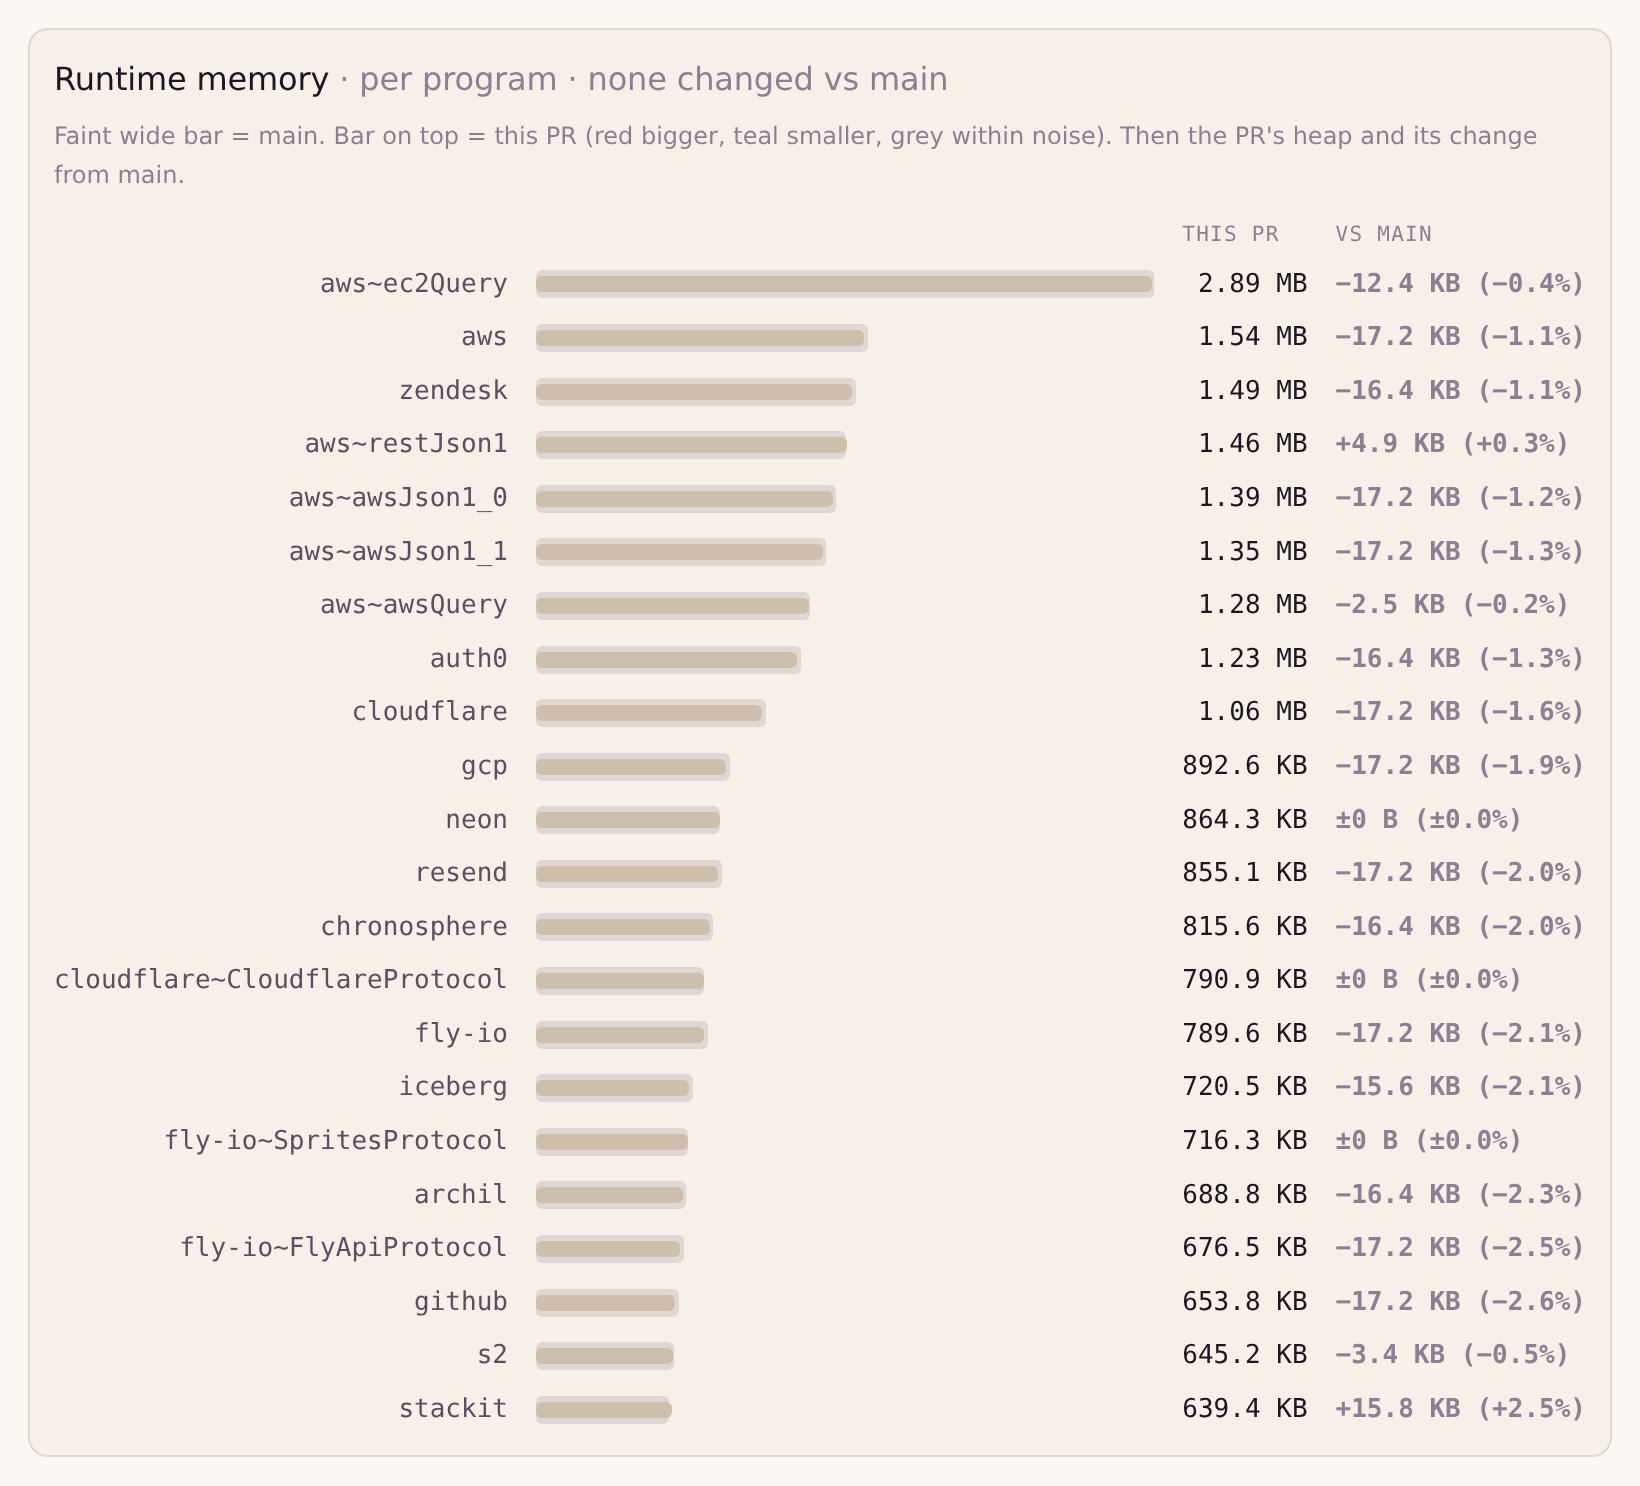 Runtime memory · per program · none changed vs main
Faint wide bar = main. Bar on top = this PR (red bigger, teal smaller, grey within noise). Then the PR's heap and its change
from main.
THIS PR VS MAIN
aws~ec2Query 2.89 MB −12.4 KB (−0.4%)
aws 1.54 MB −17.2 KB (−1.1%)
zendesk 1.49 MB −16.4 KB (−1.1%)
aws~restJson1 1.46 MB +4.9 KB (+0.3%)
aws~awsJson1_0 1.39 MB −17.2 KB (−1.2%)
aws~awsJson1_1 1.35 MB −17.2 KB (−1.3%)
aws~awsQuery 1.28 MB −2.5 KB (−0.2%)
auth0 1.23 MB −16.4 KB (−1.3%)
cloudflare 1.06 MB −17.2 KB (−1.6%)
gcp 892.6 KB −17.2 KB (−1.9%)
neon 864.3 KB ±0 B (±0.0%)
resend 855.1 KB −17.2 KB (−2.0%)
chronosphere 815.6 KB −16.4 KB (−2.0%)
cloudflare~CloudflareProtocol 790.9 KB ±0 B (±0.0%)
fly-io 789.6 KB −17.2 KB (−2.1%)
iceberg 720.5 KB −15.6 KB (−2.1%)
fly-io~SpritesProtocol 716.3 KB ±0 B (±0.0%)
archil 688.8 KB −16.4 KB (−2.3%)
fly-io~FlyApiProtocol 676.5 KB −17.2 KB (−2.5%)
github 653.8 KB −17.2 KB (−2.6%)
s2 645.2 KB −3.4 KB (−0.5%)
stackit 639.4 KB +15.8 KB (+2.5%)